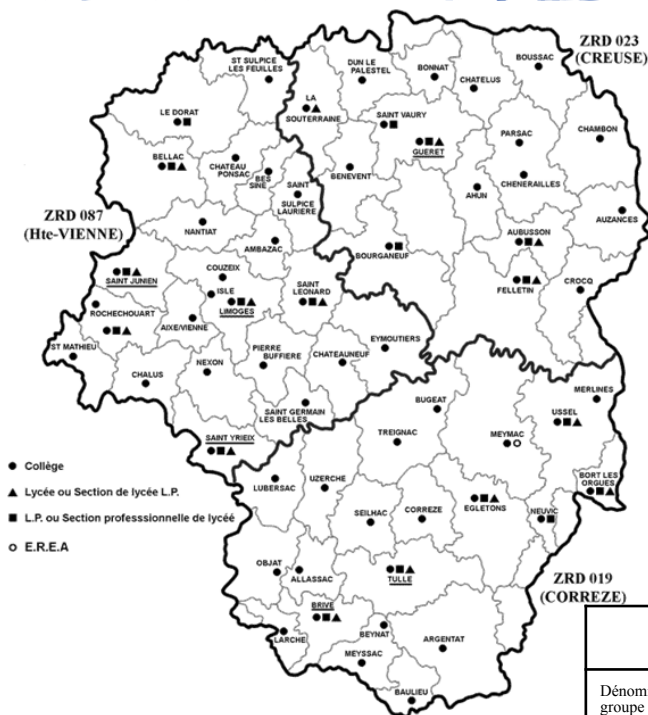 ZRD 023
(CREUSE)
ST SULPICE
LES FEUILLES
DUN LE
PALESTEL
BONNAT
CHATELUS
BOUSSAC
LE DORAT
LA
SOUTERRAINE
SAINT VAURY
GUERET
PARSAC
CHAMBON
BELLAC
CHATEAU
PONSAC
BES
SINE
SAINT
SULPICE
LAURIERE
BENEVENT
AHUN
CHENERAILLES
AUZANCES
ZRD 087
(Hte-VIENNE)
NANTIAT
AMBAZAC
BOURGANEUF
AUBUSSON
SAINT JUNIEN
COUZEIX
ISLE
LIMOGES
SAINT
LEONARD
FELLETIN
CROCQ
ROCHECHOUART
AIXE/VIENNE
ST MATHIEU
CHALUS
NEXON
PIERRE
BUFFIERE
CHATEAUNEUF
EYMOUTIERS
SAINT GERMAIN
LES BELLES
BUGEAT
MERLINES
SAINT YRIEIX
TREIGNAC
MEYMAC
USSEL
Collège
Lycée ou Section de lycée L.P.
L.P. ou Section professsionnelle de lycéé
E.R.E.A
LUBERSAC
UZERCHE
SEILHAC
CORREZE
EGLETONS
NEUVIC
BORT LES
ORGUES
OBJAT
ALLASSAC
TULLE
ZRD 019
(CORREZE)
BRIVE
LARCHE
BEYNAT
MEYSSAC
ARGENTAT
BAULIEU
Dénom
groupe